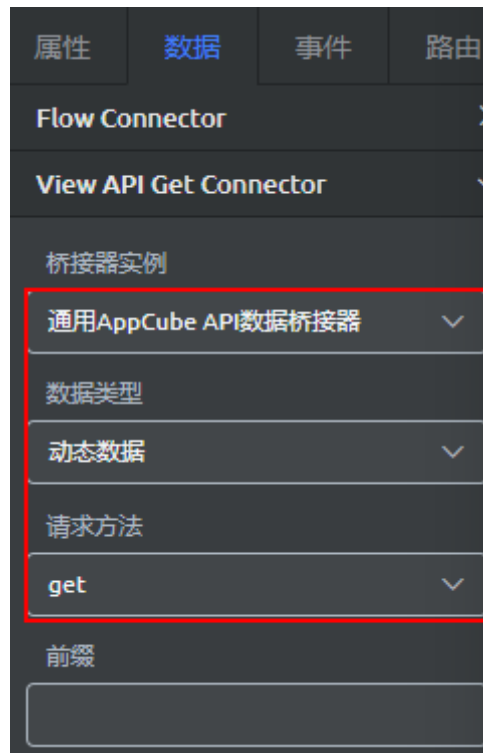 属性 数据 事件 路由
Flow Connector
View API Get Connector
桥接器实例
通用AppCube API数据桥接器
数据类型
动态数据
请求方法
get
前缀